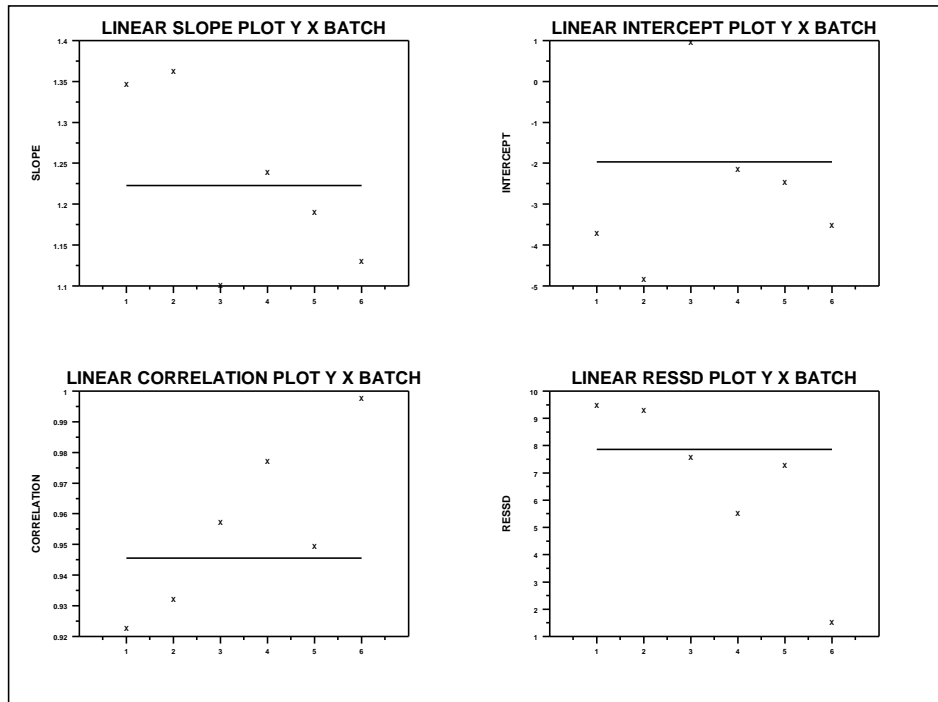 LINEAR SLOPE PLOT Y X BATCH
1.4
1.35
1.3
1.25
1.2
1.15
1.1
SLOPE
1 2 3 4 5 6
LINEAR INTERCEPT PLOT Y X BATCH
1
0
-1
-2
-3
-4
-5
INTERCEPT
1 2 3 4 5 6
LINEAR CORRELATION PLOT Y X BATCH
1
0.99
0.98
0.97
0.96
0.95
0.94
0.93
0.92
CORRELATION
1 2 3 4 5 6
LINEAR RESSD PLOT Y X BATCH
10
9
8
7
6
5
4
3
2
1
RESSD
1 2 3 4 5 6